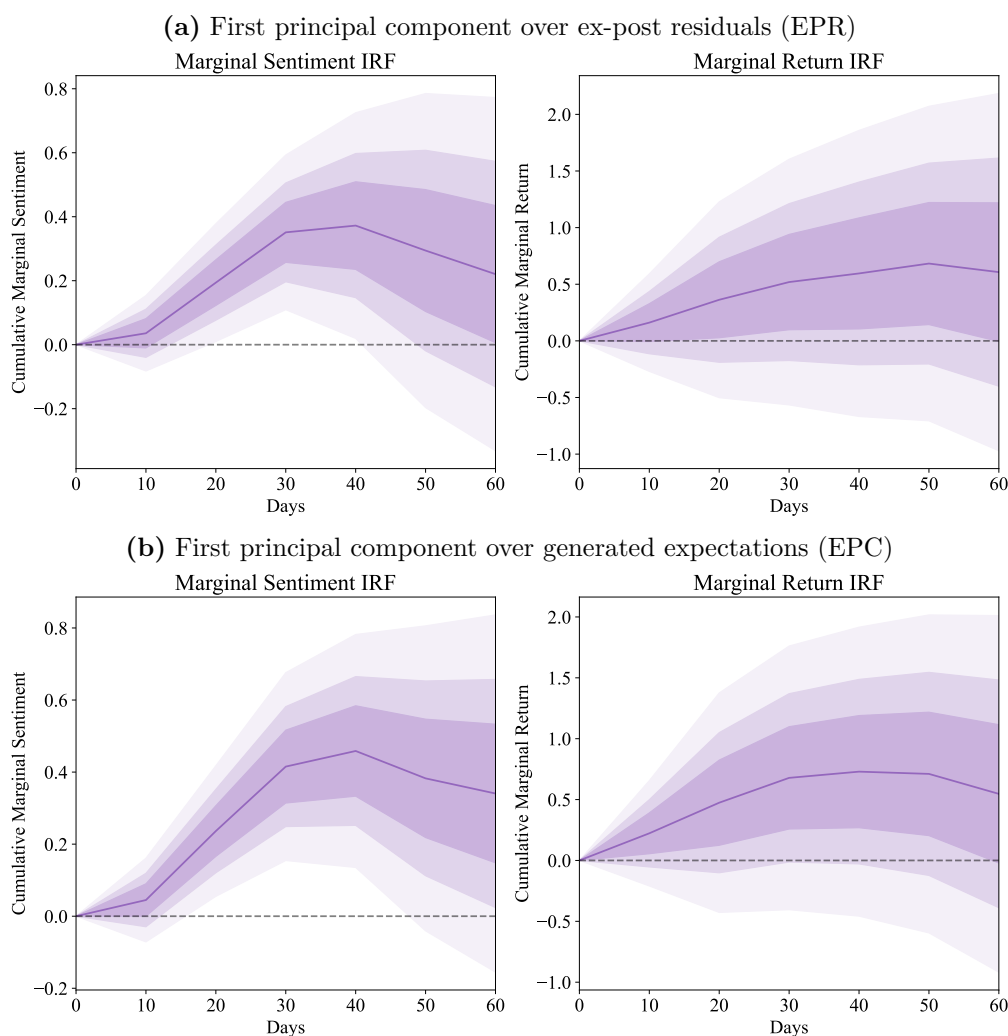 (a) First principal component over ex-post residuals (EPR)
Marginal Sentiment IRF
Cumulative Marginal Sentiment
0.8
0.6
0.4
0.2
0.0
−0.2
0 10 20 30 40 50 60
Days
Marginal Return IRF
Cumulative Marginal Return
2.0
1.5
1.0
0.5
0.0
−0.5
−1.0
0 10 20 30 40 50 60
Days
(b) First principal component over generated expectations (EPC)
Marginal Sentiment IRF
Cumulative Marginal Sentiment
0.8
0.6
0.4
0.2
0.0
−0.2
0 10 20 30 40 50 60
Days
Marginal Return IRF
Cumulative Marginal Return
2.0
1.5
1.0
0.5
0.0
−0.5
−1.0
0 10 20 30 40 50 60
Days